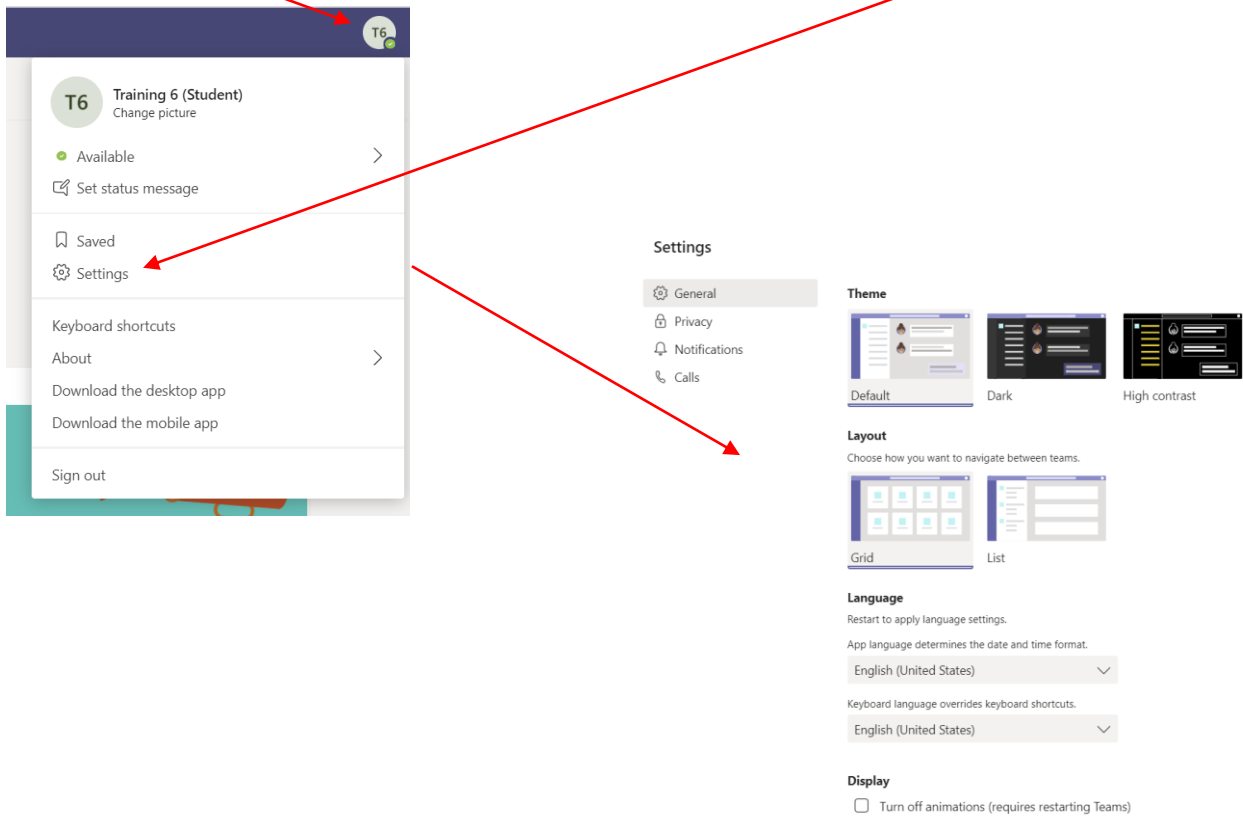 T6
T6
Training 6 (Student)
Change picture
Available
Set status message
Saved
Settings
Keyboard shortcuts
About
Download the desktop app
Download the mobile app
Sign out
Settings
General
Privacy
Notifications
Calls
Theme
Default Dark High contrast
Layout
Choose how you want to navigate between teams.
Grid List
Language
Restart to apply language settings.
App language determines the date and time format.
English (United States)
Keyboard language overrides keyboard shortcuts.
English (United States)
Display
Turn off animations (requires restarting Teams)